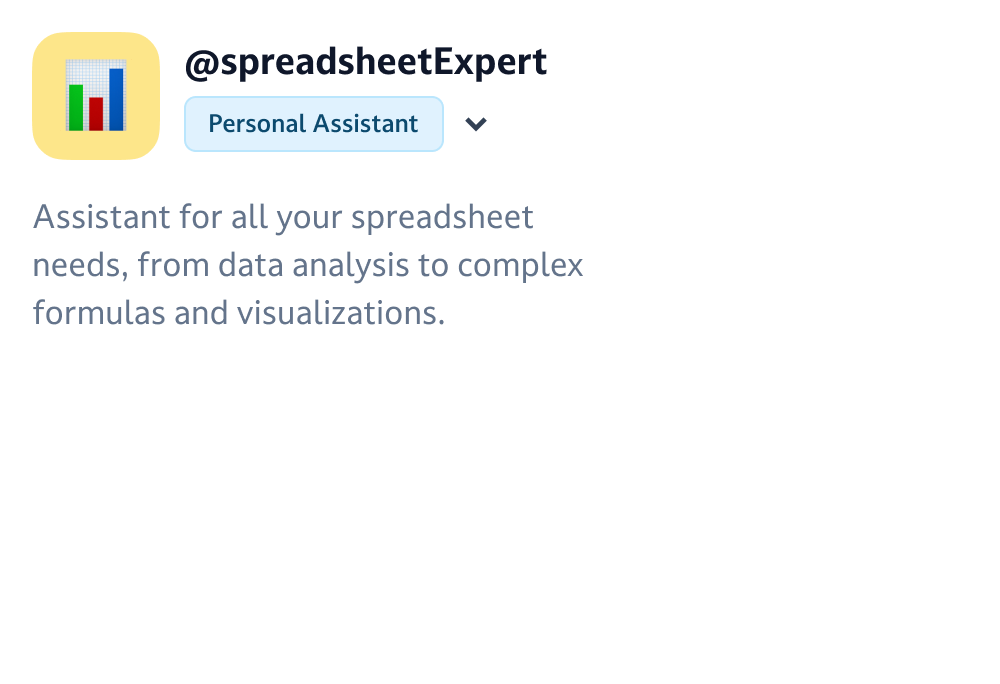 @spreadsheetExpert
Personal Assistant
Assistant for all your spreadsheet
needs, from data analysis to complex
formulas and visualizations.